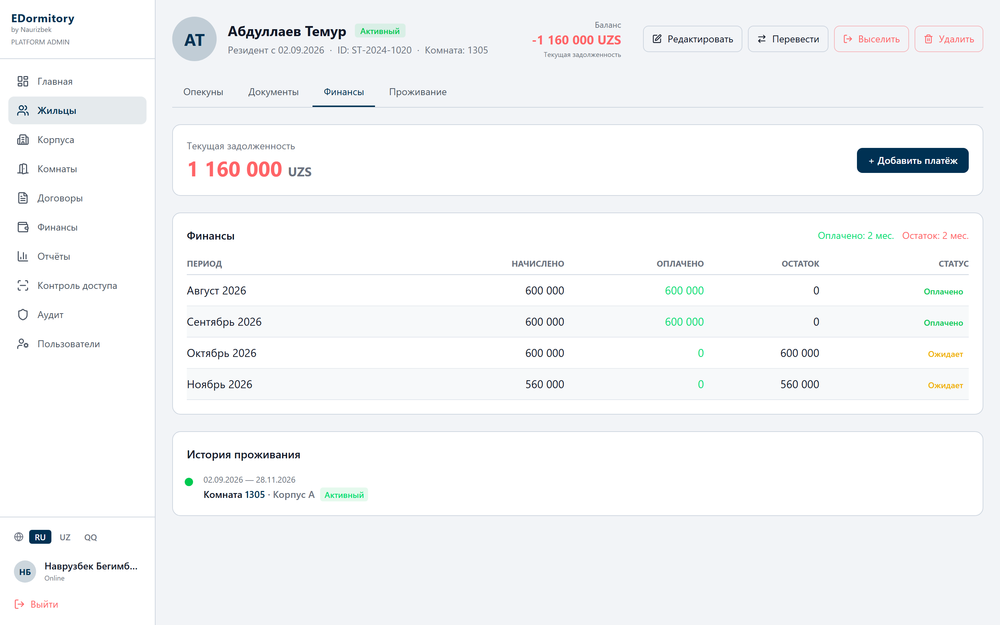 EDormitory
by Naurizbek
PLATFORM ADMIN
Главная
Жильцы
Корпуса
Комнаты
Договоры
Финансы
Отчёты
Контроль доступа
Аудит
Пользователи
RU UZ QQ
НБ
Наврузбек Бегимб...
Online
Выйти
АТ
Абдуллаев Темур Активный
Резидент с 02.09.2026 · ID: ST-2024-1020 · Комната: 1305
Баланс
-1 160 000 UZS
Текущая задолженность
Редактировать Перевести Выселить Удалить
Опекуны Документы Финансы Проживание
Текущая задолженность
1 160 000 UZS
+ Добавить платёж
Финансы Оплачено: 2 мес. Остаток: 2 мес.
ПЕРИОД НАЧИСЛЕНО ОПЛАЧЕНО ОСТАТОК СТАТУС
Август 2026 600 000 600 000 0 Оплачено
Сентябрь 2026 600 000 600 000 0 Оплачено
Октябрь 2026 600 000 0 600 000 Ожидает
Ноябрь 2026 560 000 0 560 000 Ожидает
История проживания
02.09.2026 — 28.11.2026
Комната 1305 · Корпус А Активный